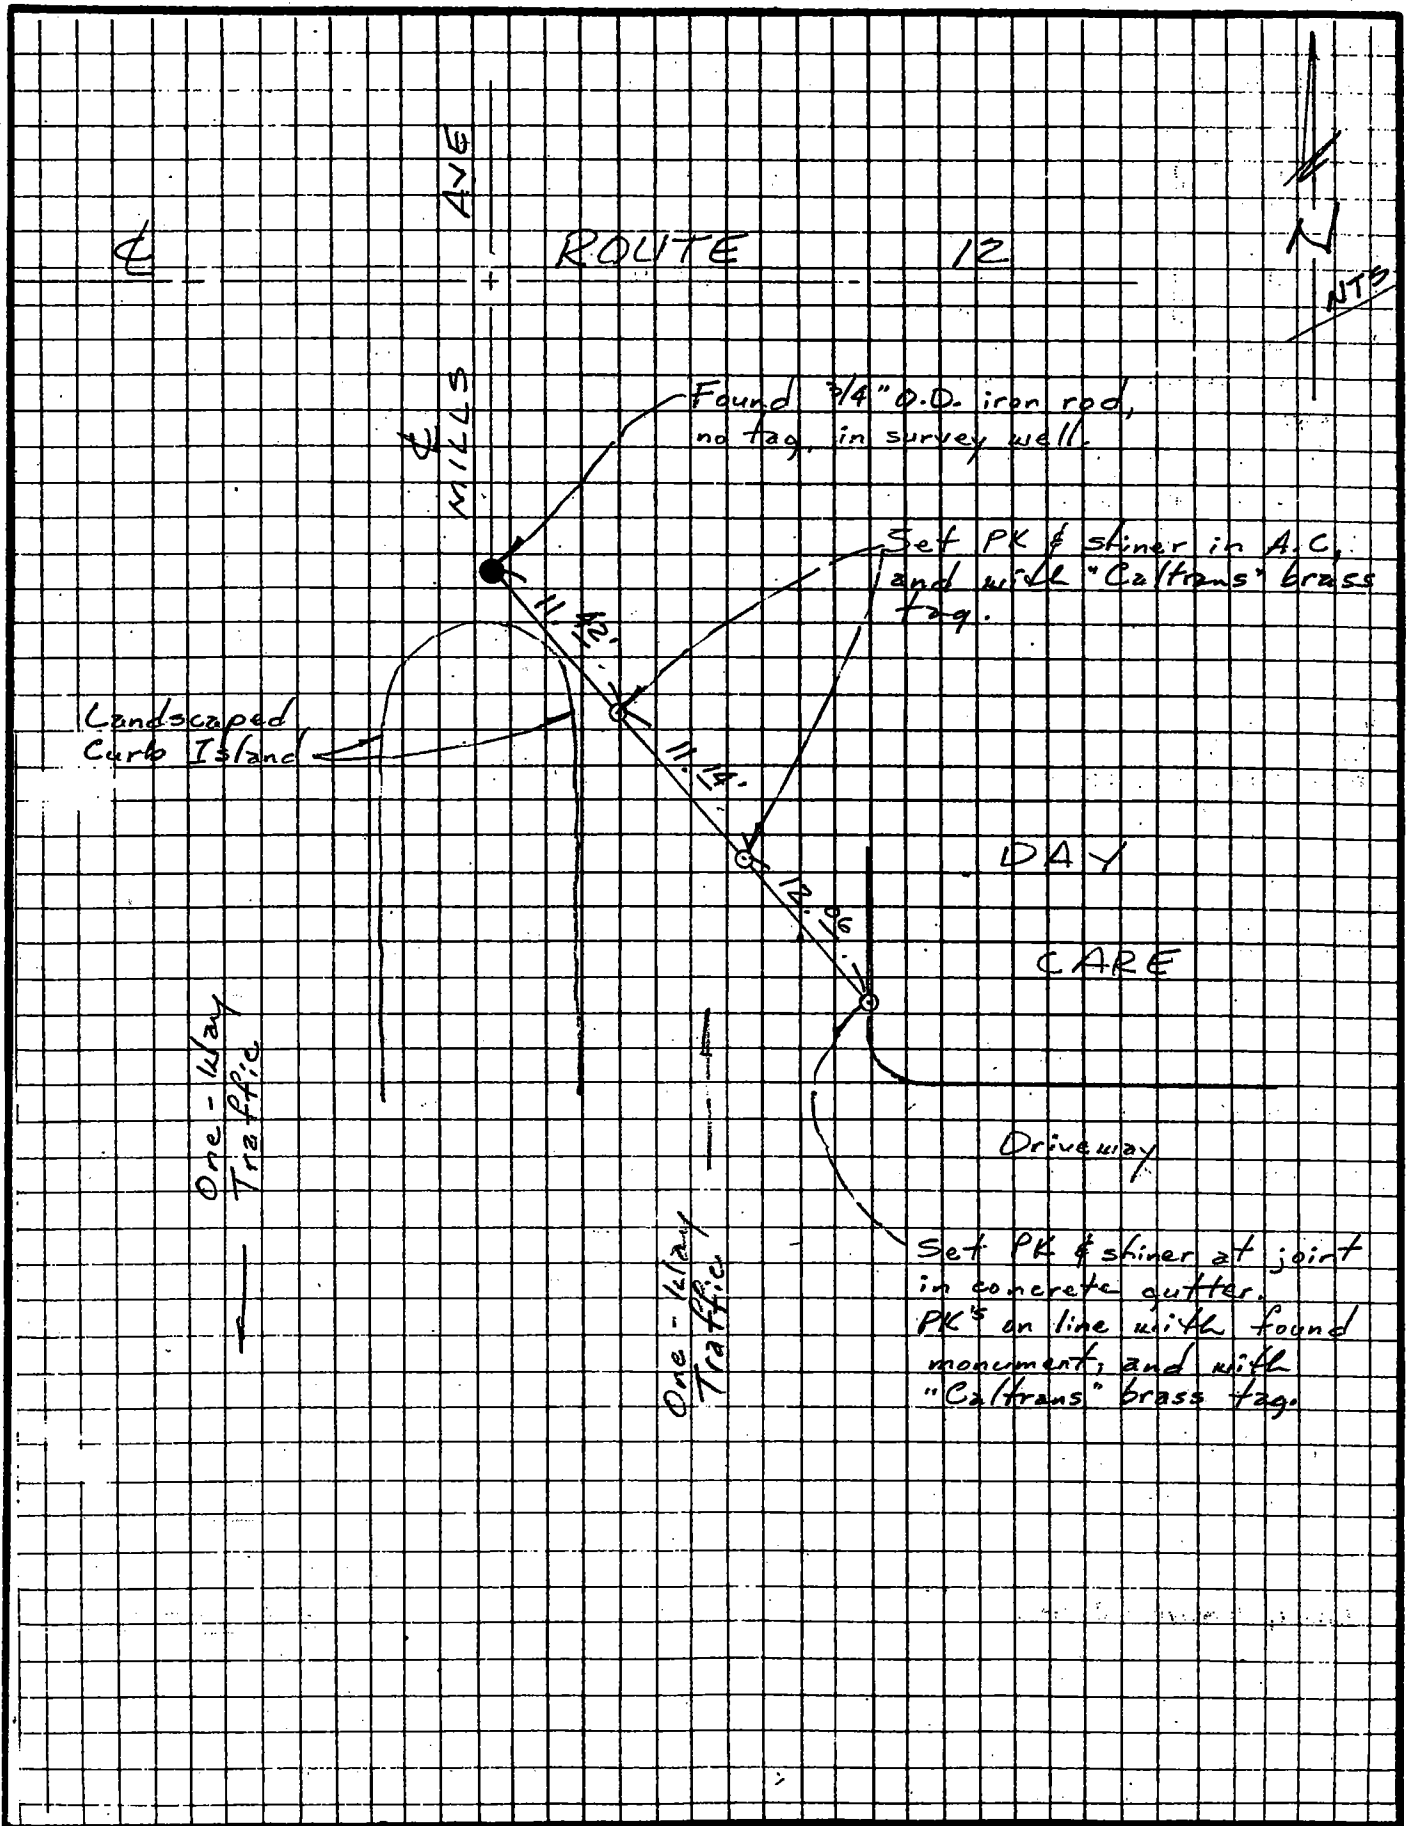 AVE
℄ ROUTE 12
N
NTS
℄ MILLS
Found 3/4" O.D. iron rod,
no tag, in survey well.
Set PK & shiner in A.C.
and with "Caltrans" brass
tag.
11.42'
Landscaped
Curb Island
11.14'
12.06'
DAY
CARE
One-Way
Traffic
Driveway
One-Way
Traffic
Set PK & shiner at joint
in concrete gutter.
PK's on line with found
monument, and with
"Caltrans" brass tag.